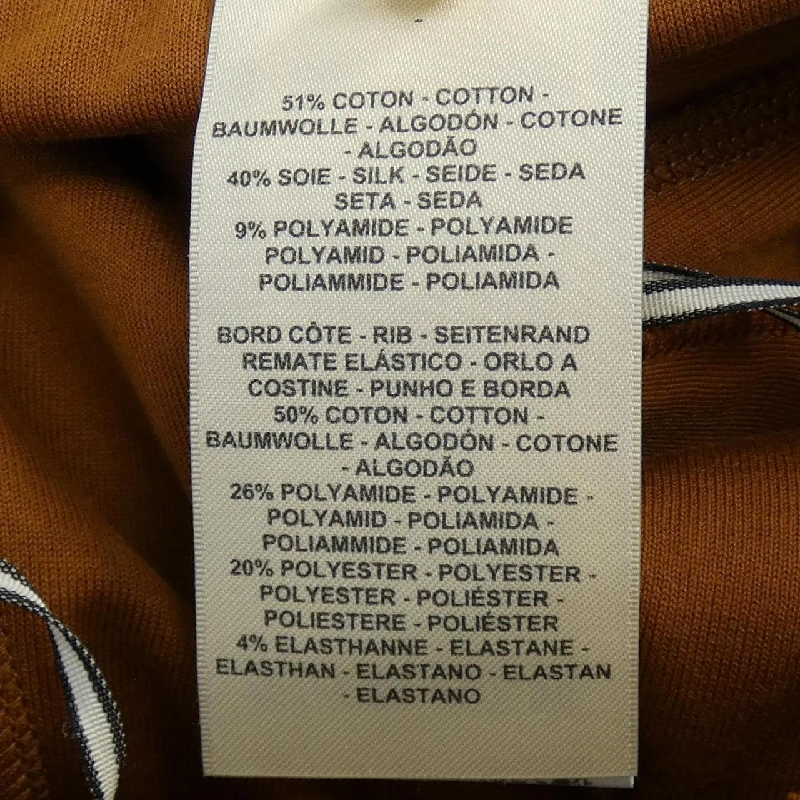 51% COTON - COTTON -
BAUMWOLLE - ALGODÓN - COTONE
- ALGODÃO
40% SOIE - SILK - SEIDE - SEDA
SETA - SEDA
9% POLYAMIDE - POLYAMIDE
POLYAMID - POLIAMIDA -
POLIAMMIDE - POLIAMIDA
BORD CÔTE - RIB - SEITENRAND
REMATE ELÁSTICO - ORLO A
COSTINE - PUNHO E BORDA
50% COTON - COTTON -
BAUMWOLLE - ALGODÓN - COTONE
- ALGODÃO
26% POLYAMIDE - POLYAMIDE -
POLYAMID - POLIAMIDA -
POLIAMMIDE - POLIAMIDA
20% POLYESTER - POLYESTER -
POLYESTER - POLIÉSTER -
POLIESTERE - POLIÉSTER
4% ELASTHANNE - ELASTANE -
ELASTHAN - ELASTANO - ELASTAN
- ELASTANO